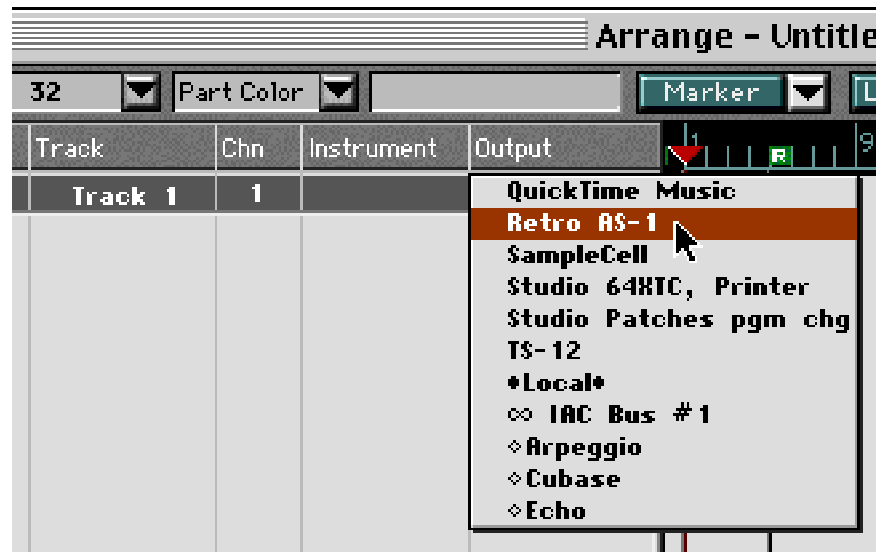 Arrange - Untitle
32 Part Color Marker L
Track Chn Instrument Output 1 R 9
Track 1 1
QuickTime Music
Retro AS-1
SampleCell
Studio 64XTC, Printer
Studio Patches pgm chg
TS-12
♦Local♦
∞ IAC Bus #1
◇Arpeggio
◇Cubase
◇Echo